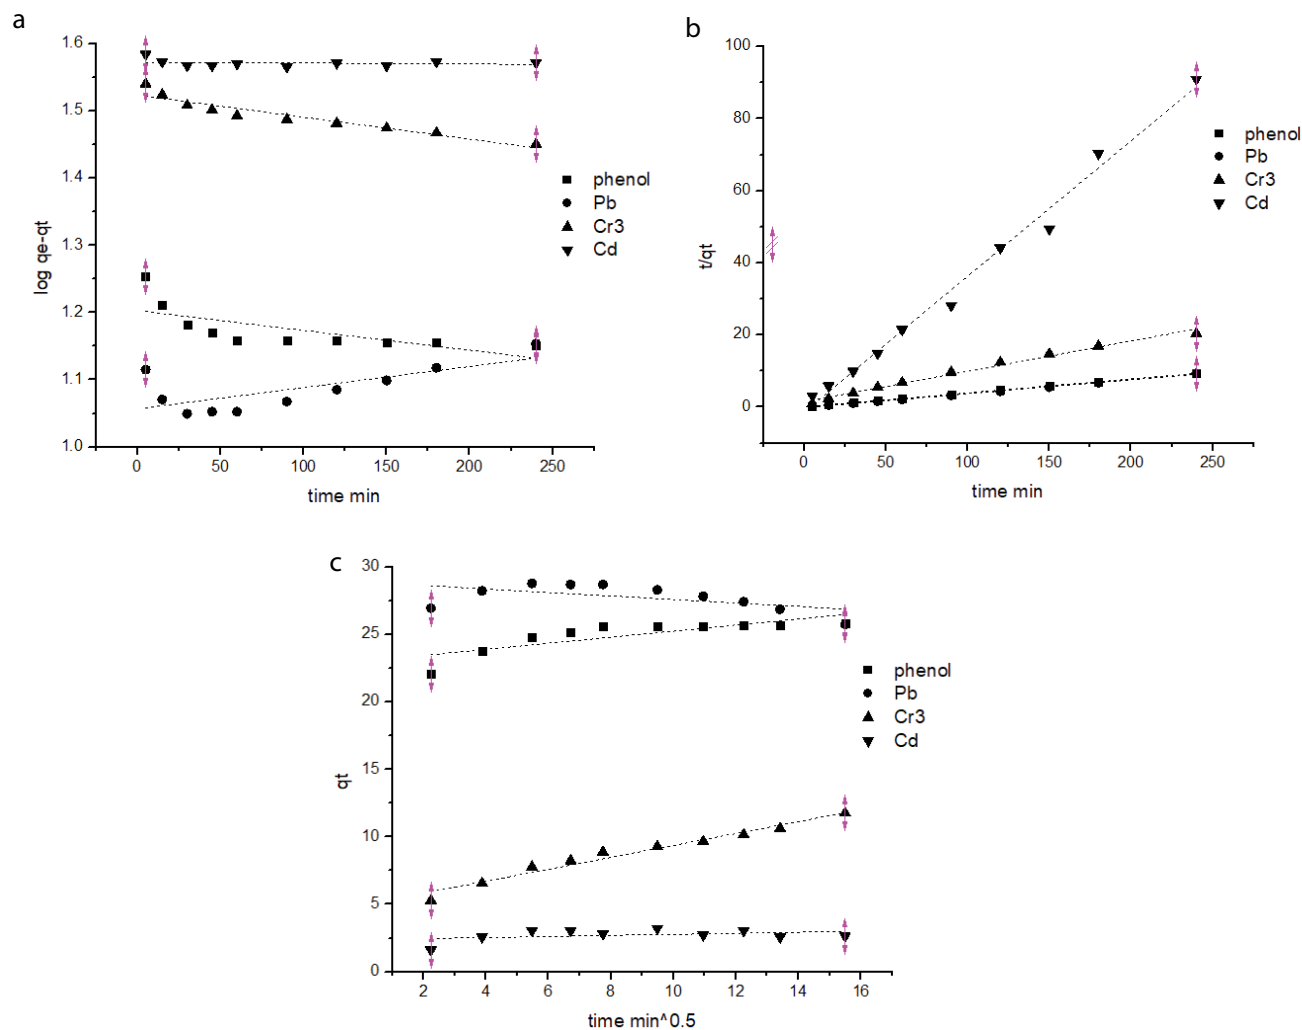 a
1.6
1.5
1.4
1.3
1.2
1.1
1.0
log qe-qt
0 50 100 150 200 250
time min
phenol
Pb
Cr3
Cd
b
100
80
60
40
20
0
t/qt
0 50 100 150 200 250
time min
phenol
Pb
Cr3
Cd
c
30
25
20
15
10
5
0
qt
2 4 6 8 10 12 14 16
time min^0.5
phenol
Pb
Cr3
Cd